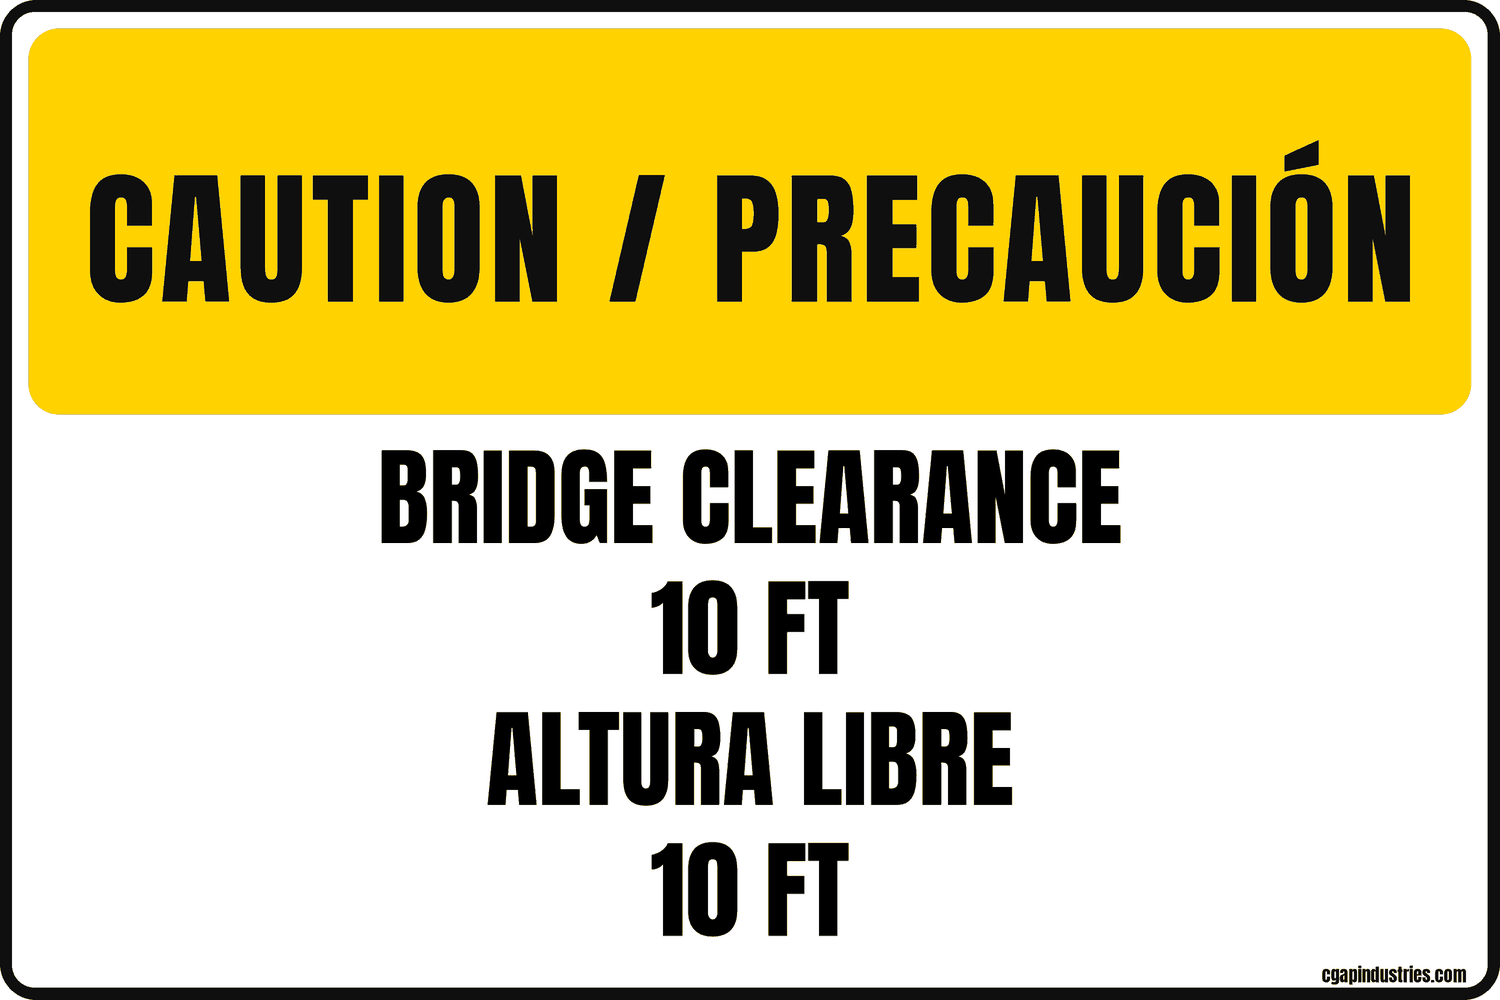 CAUTION / PRECAUCIÓN
BRIDGE CLEARANCE
10 FT
ALTURA LIBRE
10 FT
cgapindustries.com